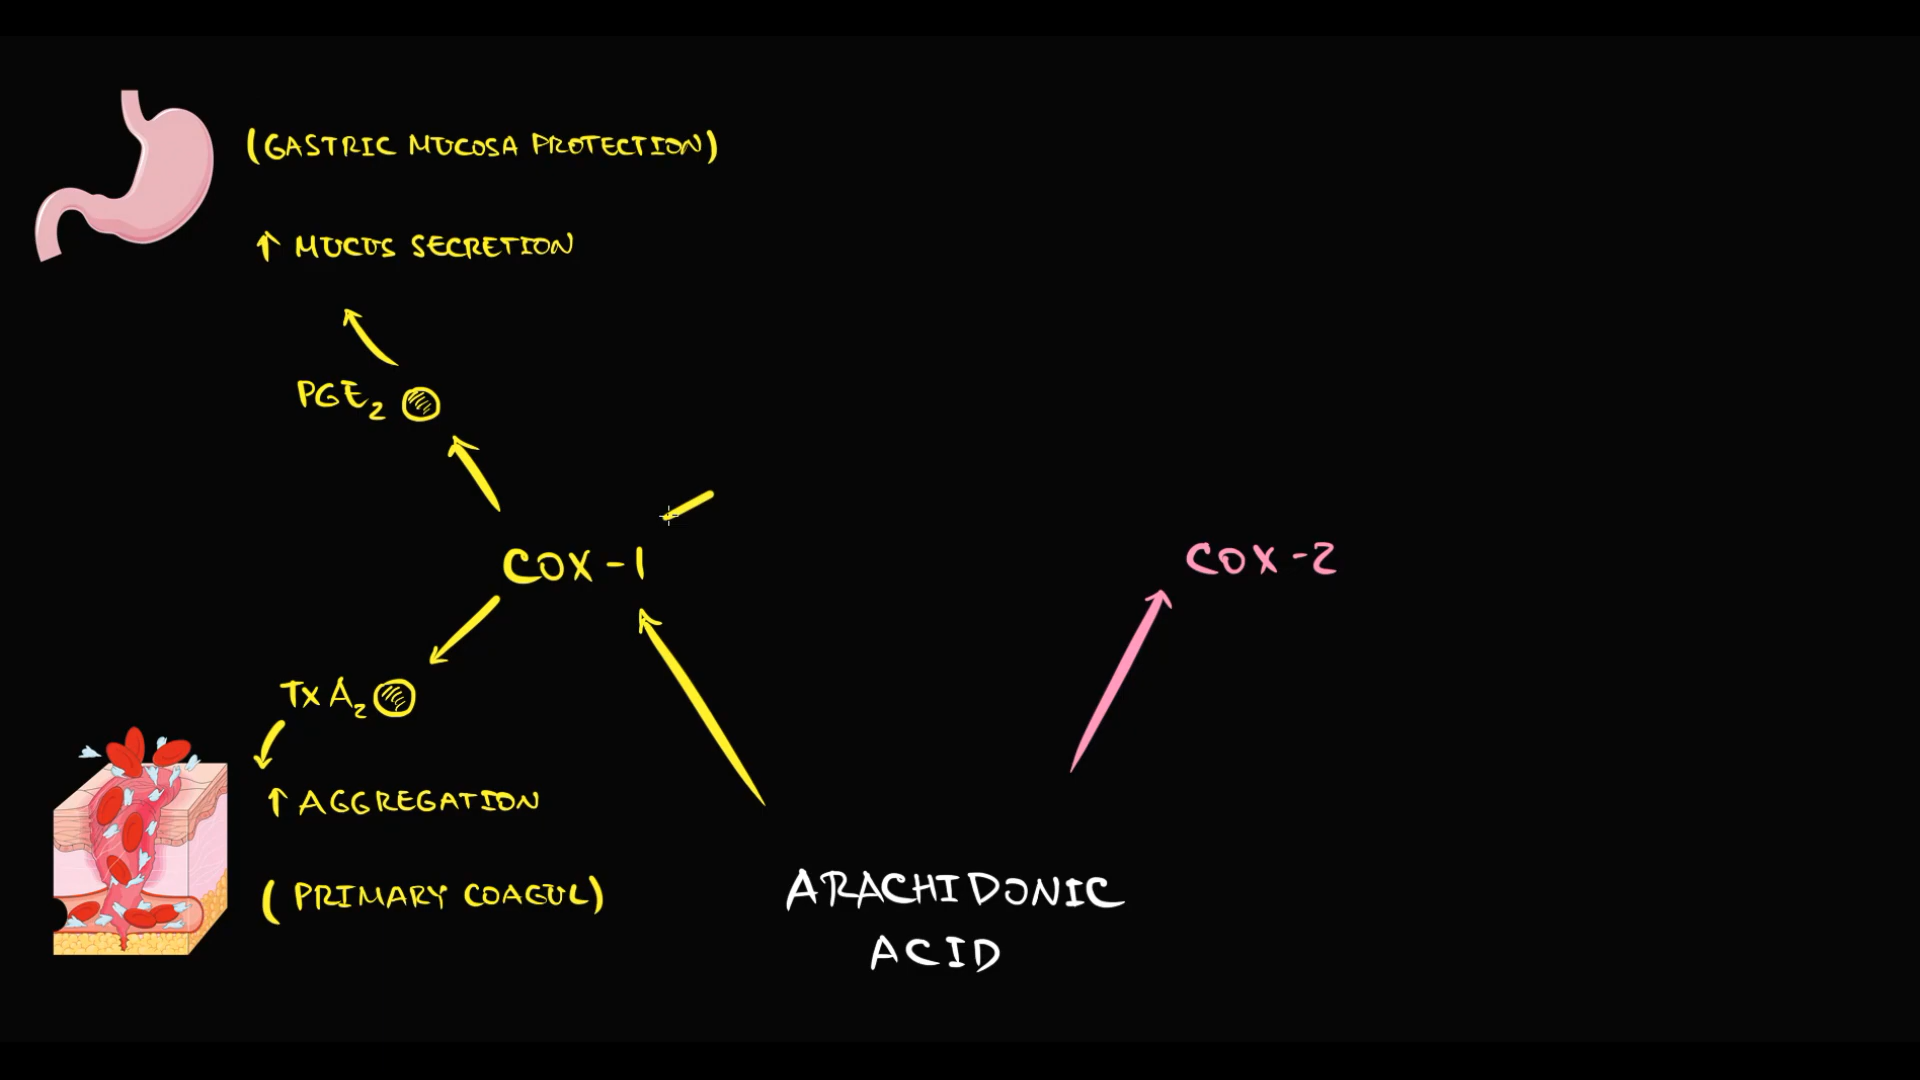 (GASTRIC MUCOSA PROTECTION)
↑ MUCUS SECRETION
PGE₂
COX-1
COX-2
TxA₂
↑ AGGREGATION
(PRIMARY COAGUL)
ARACHIDONIC
ACID